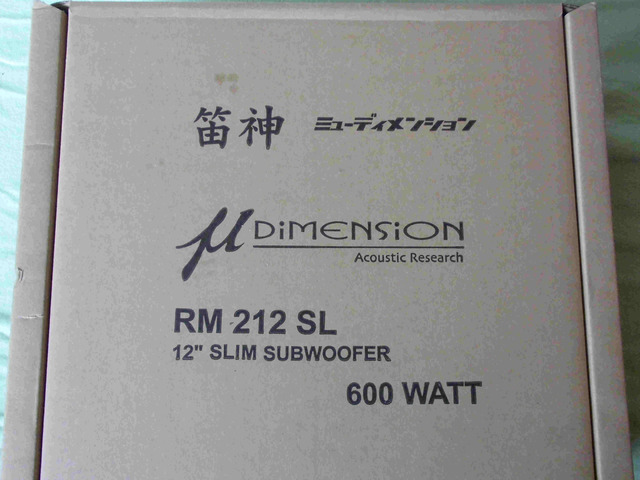 笛神 ミューディメンション
μ DiMENSiON
Acoustic Research
RM 212 SL
12" SLIM SUBWOOFER
600 WATT